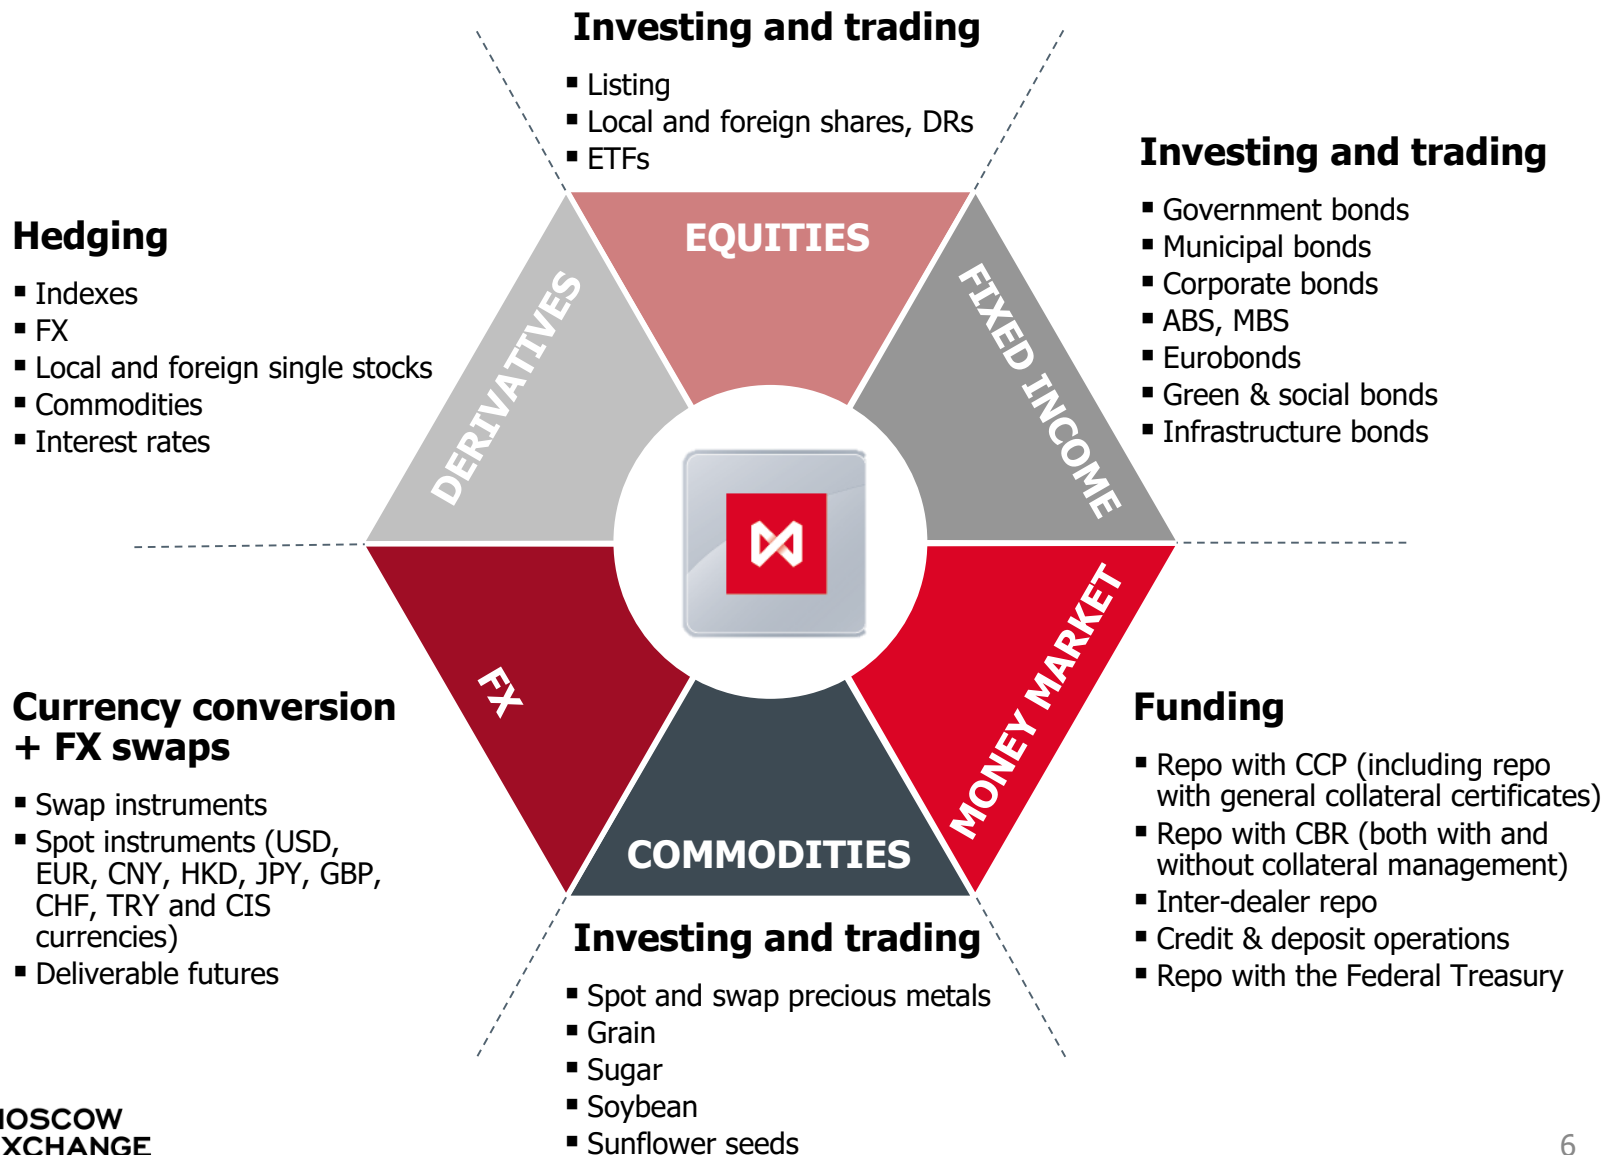 Investing and trading
▪ Listing
▪ Local and foreign shares, DRs
▪ ETFs
EQUITIES
Investing and trading
▪ Government bonds
▪ Municipal bonds
▪ Corporate bonds
▪ ABS, MBS
▪ Eurobonds
▪ Green & social bonds
▪ Infrastructure bonds
FIXED INCOME
Hedging
▪ Indexes
▪ FX
▪ Local and foreign single stocks
▪ Commodities
▪ Interest rates
DERIVATIVES
Currency conversion
+ FX swaps
▪ Swap instruments
▪ Spot instruments (USD,
EUR, CNY, HKD, JPY, GBP,
CHF, TRY and CIS
currencies)
▪ Deliverable futures
FX
COMMODITIES
Investing and trading
▪ Spot and swap precious metals
▪ Grain
▪ Sugar
▪ Soybean
▪ Sunflower seeds
MONEY MARKET
Funding
▪ Repo with CCP (including repo
with general collateral certificates)
▪ Repo with CBR (both with and
without collateral management)
▪ Inter-dealer repo
▪ Credit & deposit operations
▪ Repo with the Federal Treasury
MOSCOW
EXCHANGE
6